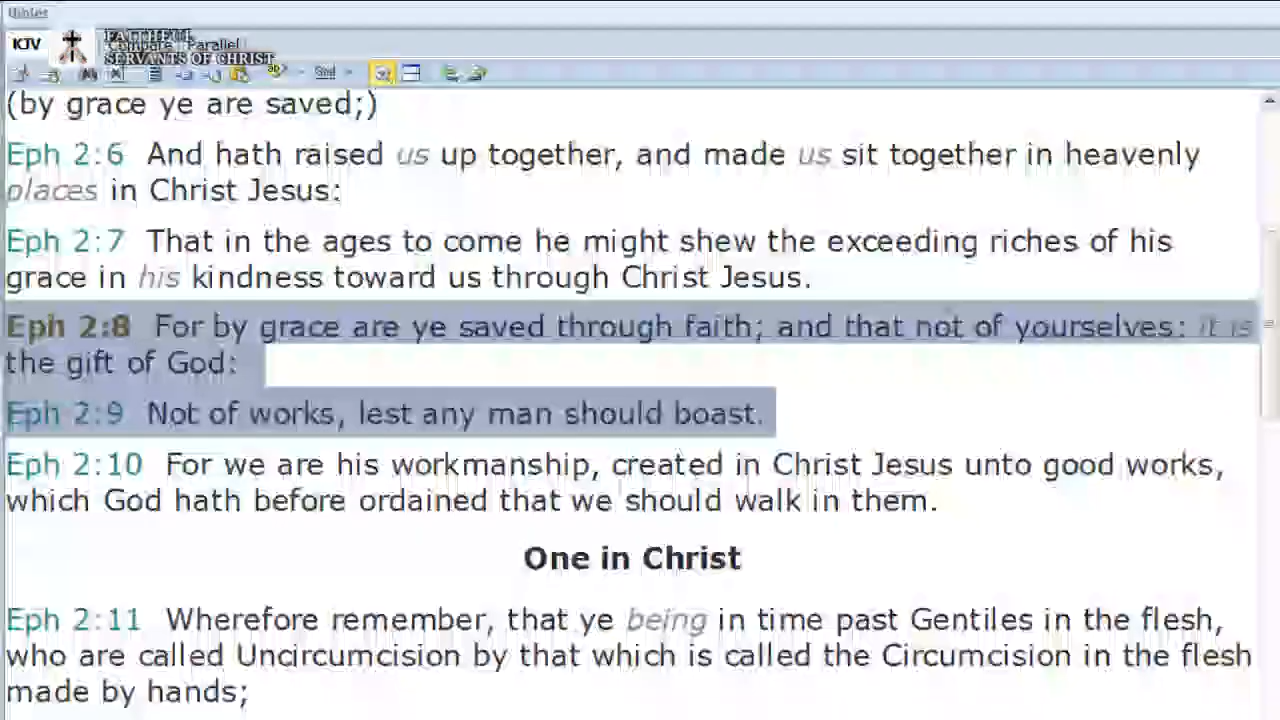 Bibles
KJV
FAITHFUL
Compare Parallel
SERVANTS OF CHRIST
(by grace ye are saved;)
Eph 2:6 And hath raised us up together, and made us sit together in heavenly
places in Christ Jesus:
Eph 2:7 That in the ages to come he might shew the exceeding riches of his
grace in his kindness toward us through Christ Jesus.
Eph 2:8 For by grace are ye saved through faith; and that not of yourselves: it is
the gift of God:
Eph 2:9 Not of works, lest any man should boast.
Eph 2:10 For we are his workmanship, created in Christ Jesus unto good works,
which God hath before ordained that we should walk in them.
One in Christ
Eph 2:11 Wherefore remember, that ye being in time past Gentiles in the flesh,
who are called Uncircumcision by that which is called the Circumcision in the flesh
made by hands;